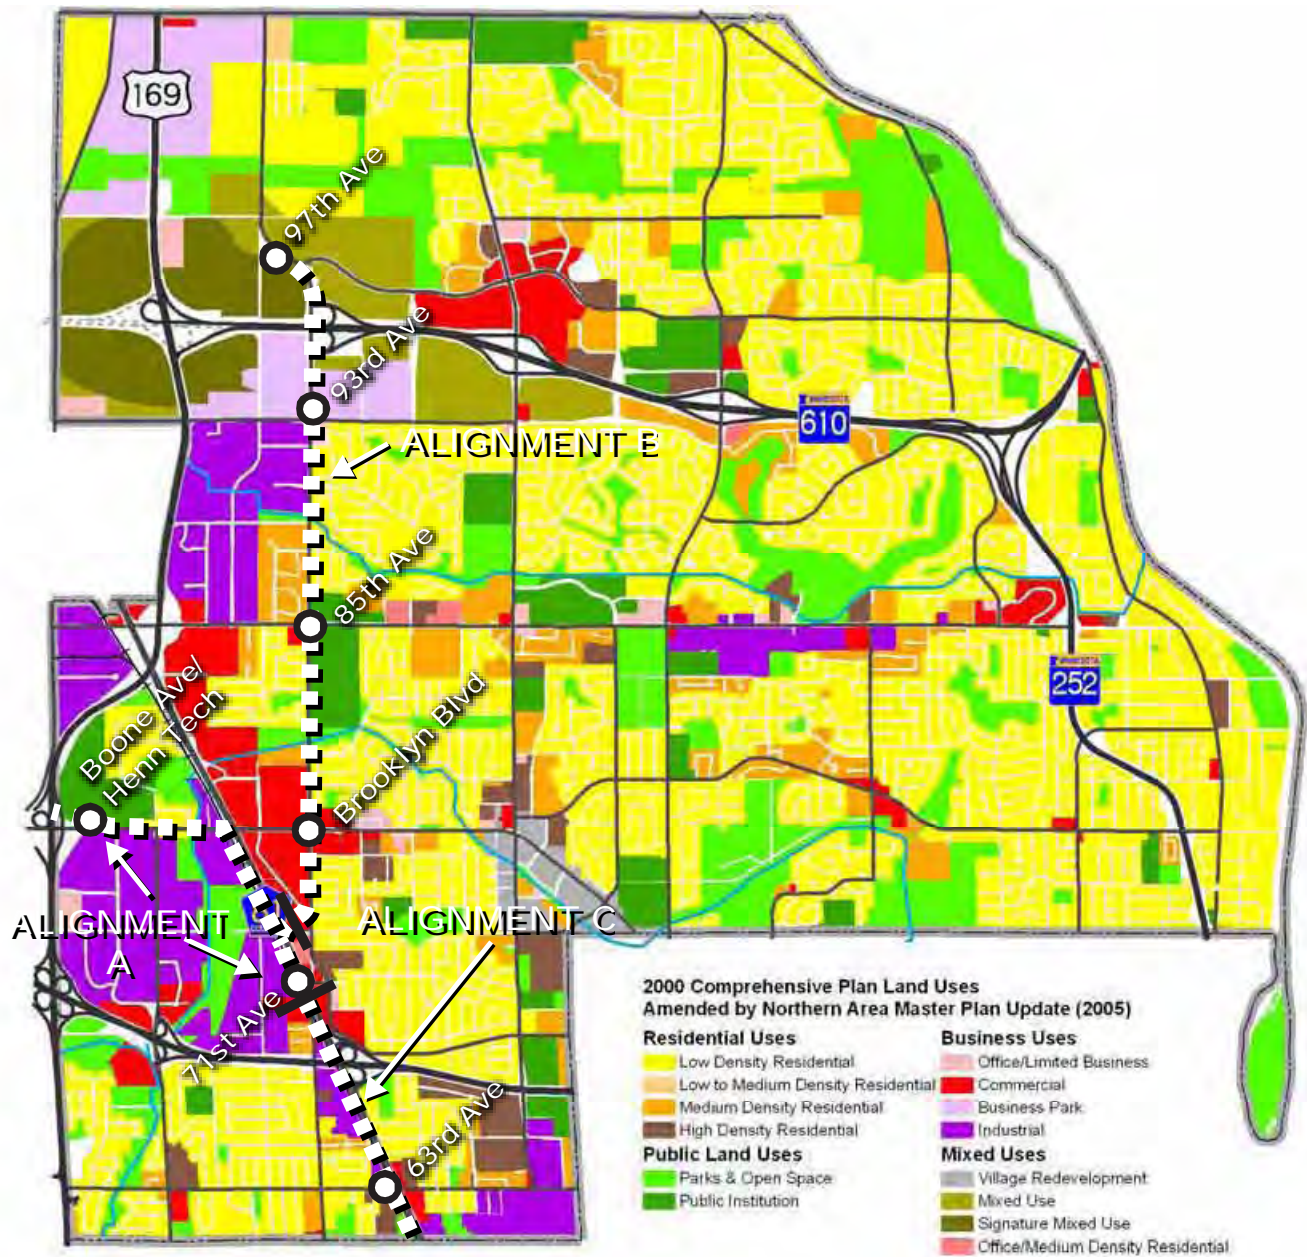 169
97th Ave
93rd Ave
MINNESOTA
610
ALIGNMENT B
85th Ave
Boone Ave/
Henn Tech
MINNESOTA
252
Brooklyn Blvd
ALIGNMENT
A
ALIGNMENT C
71st Ave
63rd Ave
2000 Comprehensive Plan Land Uses
Amended by Northern Area Master Plan Update (2005)
Residential Uses
Low Density Residential
Low to Medium Density Residential
Medium Density Residential
High Density Residential
Public Land Uses
Parks & Open Space
Public Institution
Business Uses
Office/Limited Business
Commercial
Business Park
Industrial
Mixed Uses
Village Redevelopment
Mixed Use
Signature Mixed Use
Office/Medium Density Residential